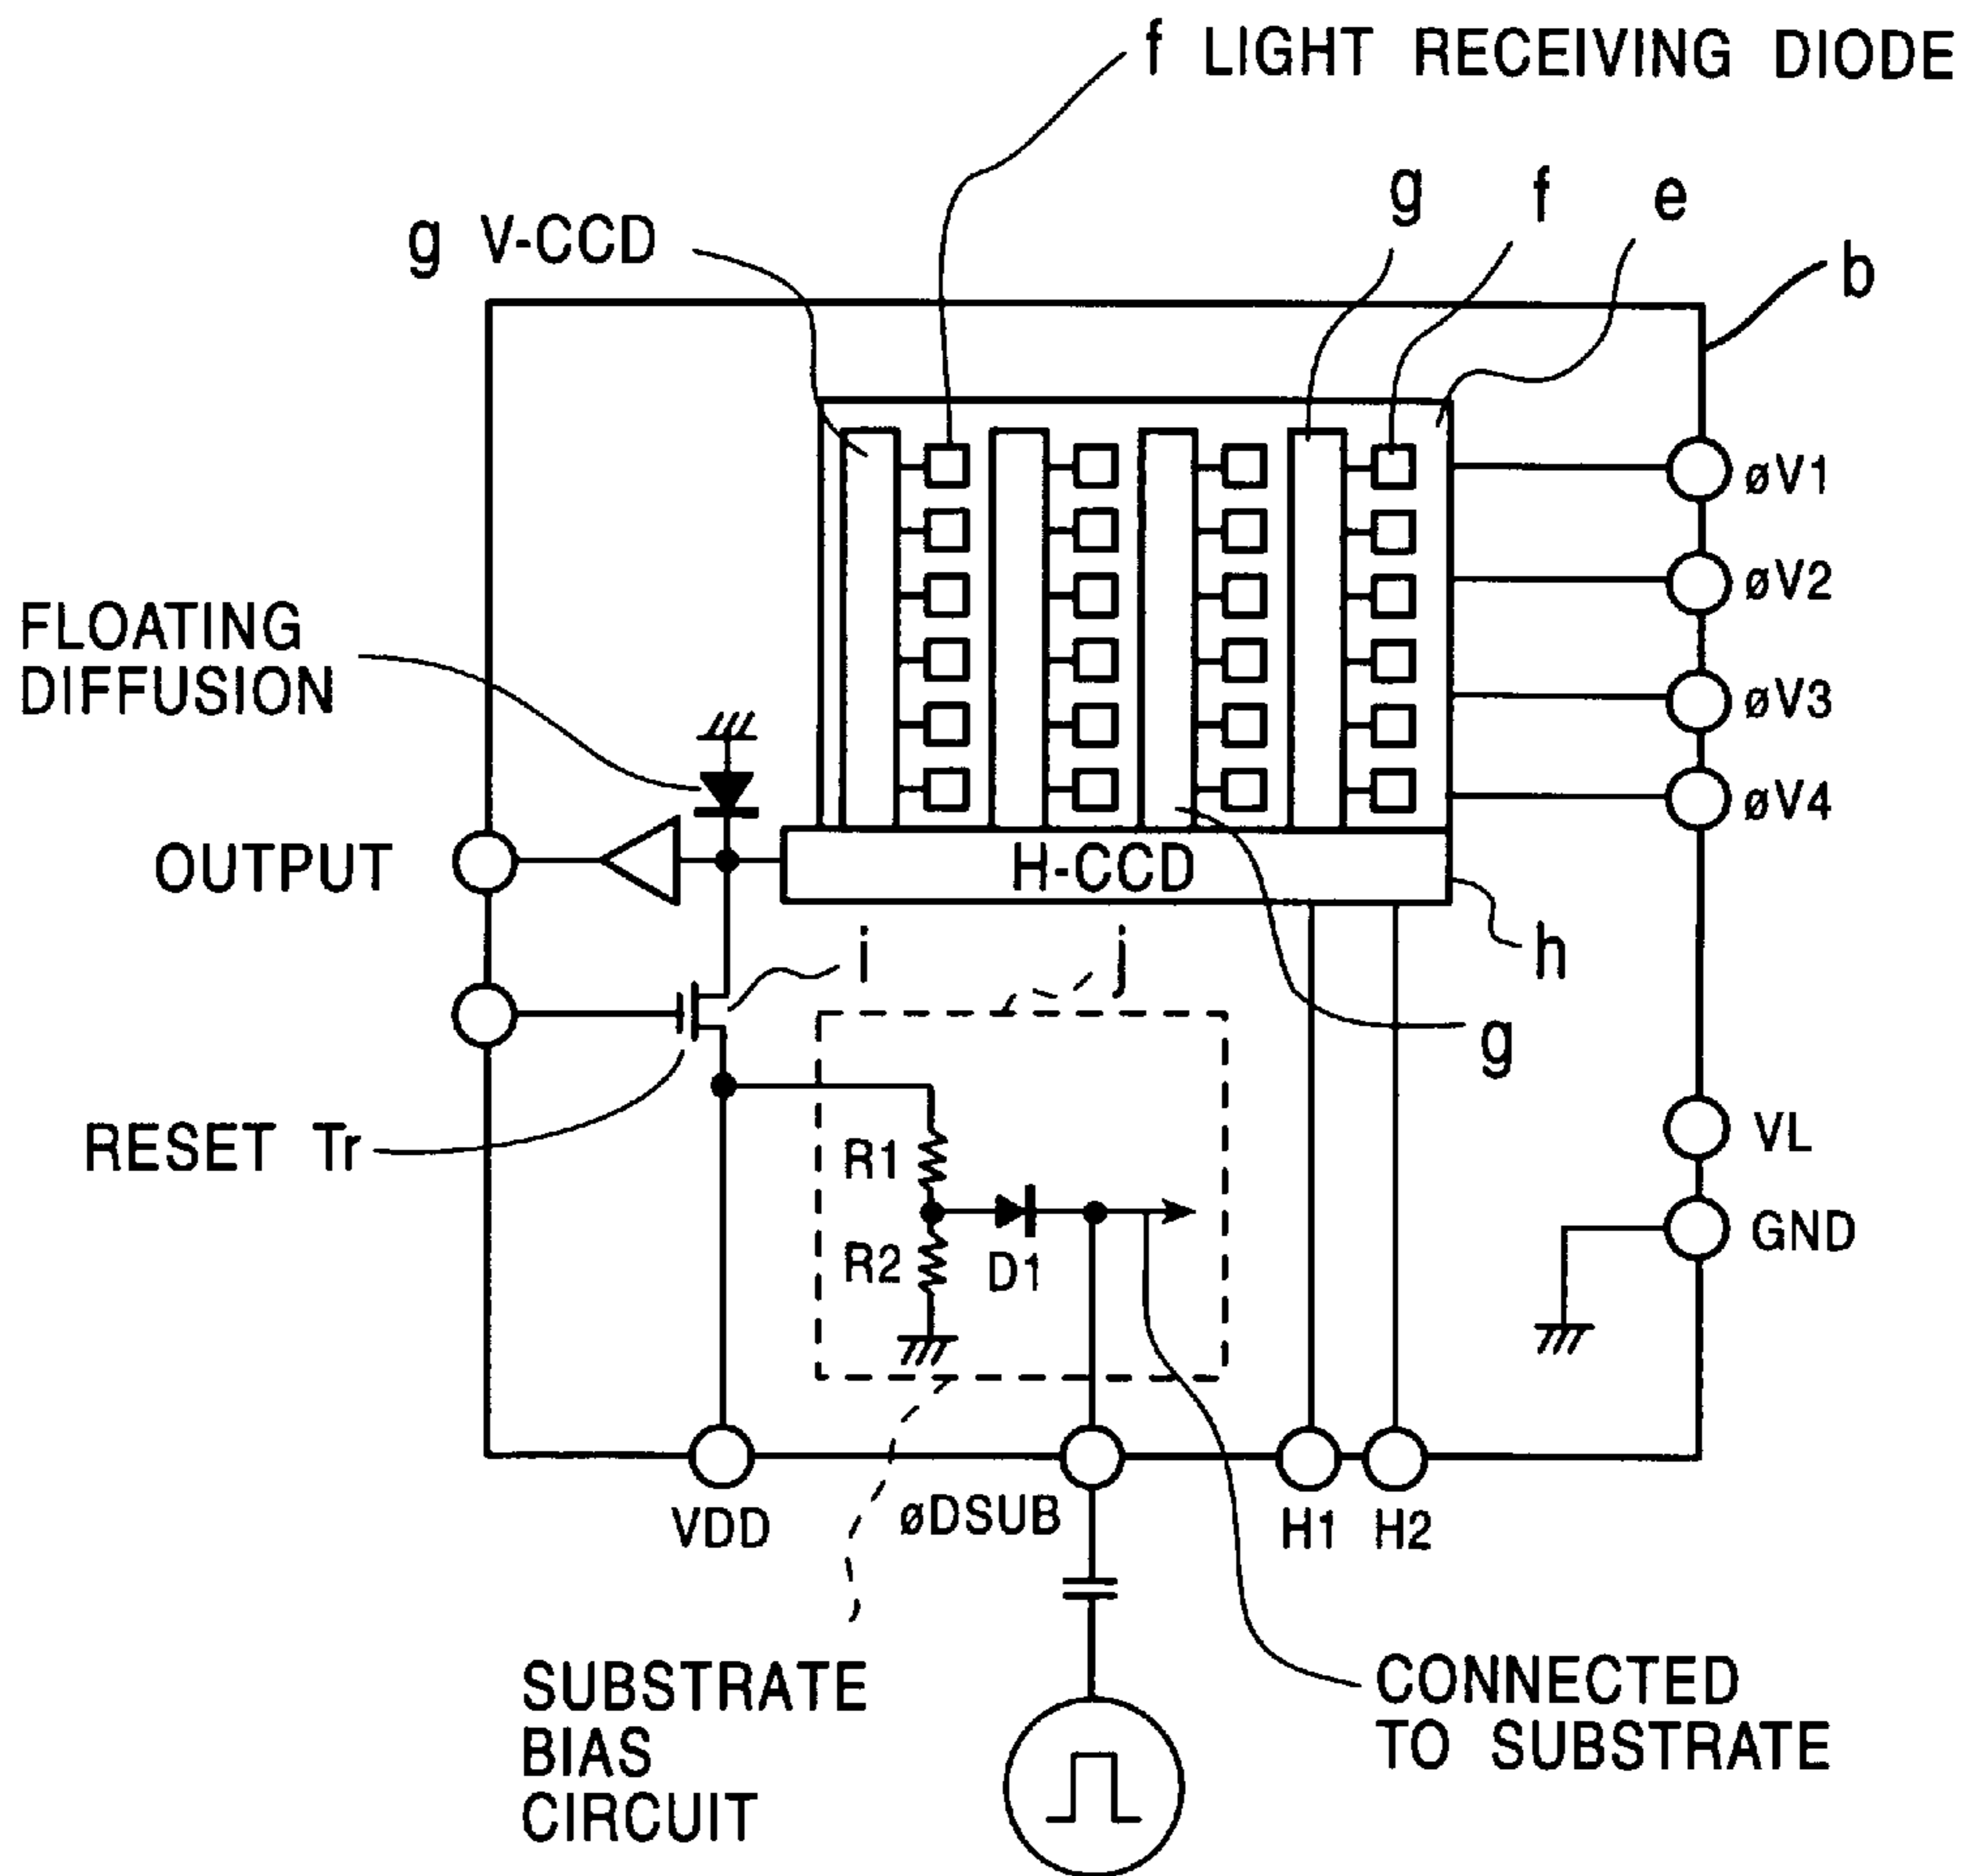 f LIGHT RECEIVING DIODE
g V-CCD
g
f
e
b
øV1
øV2
øV3
øV4
FLOATING
DIFFUSION
OUTPUT
H-CCD
h
i
j
g
RESET Tr
R1
R2
D1
VL
GND
VDD
øDSUB
H1
H2
SUBSTRATE
BIAS
CIRCUIT
CONNECTED
TO SUBSTRATE